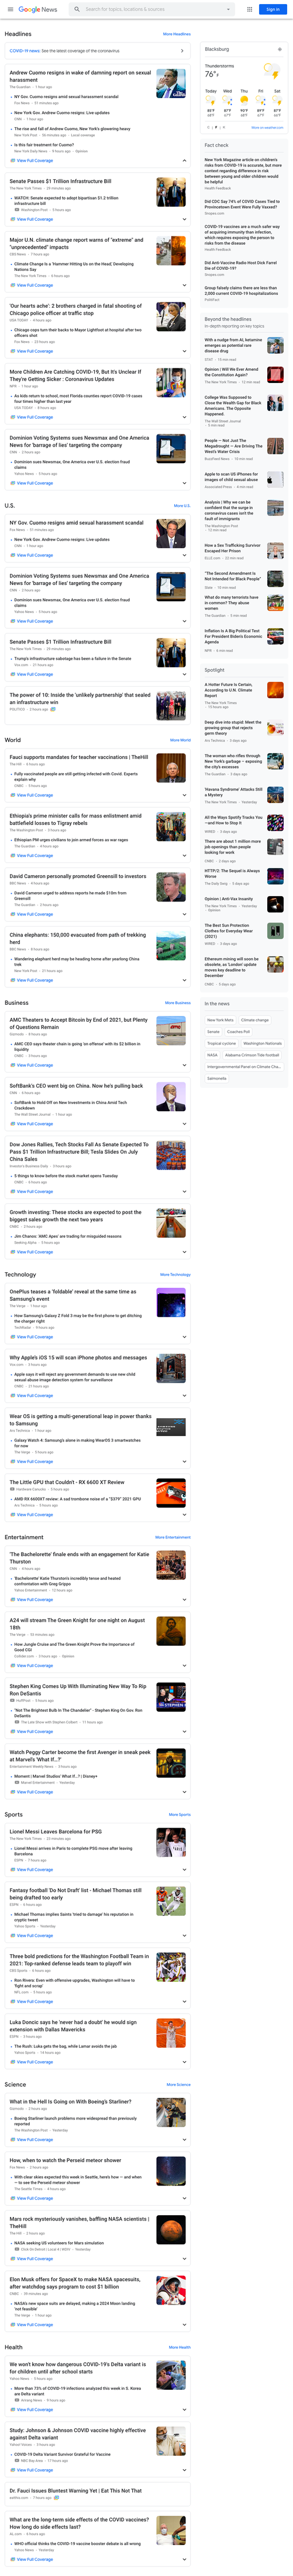 Google News
Search for topics, locations & sources
Sign in
Headlines
More Headlines
COVID-19 news: See the latest coverage of the coronavirus
Andrew Cuomo resigns in wake of damning report on sexual
harassment
The Guardian · 1 hour ago
NY Gov. Cuomo resigns amid sexual harassment scandal
Fox News · 51 minutes ago
New York Gov. Andrew Cuomo resigns: Live updates
CNN · 1 hour ago
The rise and fall of Andrew Cuomo, New York's glowering heavy
New York Post · 56 minutes ago · Local coverage
Is this fair treatment for Cuomo?
New York Daily News · 9 hours ago · Opinion
View Full Coverage
Senate Passes $1 Trillion Infrastructure Bill
The New York Times · 29 minutes ago
WATCH: Senate expected to adopt bipartisan $1.2 trillion
infrastructure bill
Washington Post · 2 hours ago
View Full Coverage
Major U.N. climate change report warns of "extreme" and
"unprecedented" impacts
CBS News · 7 hours ago
Climate Change Is a 'Hammer Hitting Us on the Head,' Developing
Nations Say
The New York Times · 6 hours ago
View Full Coverage
'Our hearts ache': 2 brothers charged in fatal shooting of
Chicago police officer at traffic stop
USA TODAY · 4 hours ago
Chicago cops turn their backs to Mayor Lightfoot at hospital after two
officers shot
Fox News · 23 hours ago
View Full Coverage
More Children Are Catching COVID-19, But It's Unclear If
They're Getting Sicker : Coronavirus Updates
NPR · 1 hour ago
As kids return to school, most Florida counties report COVID-19 cases
four times higher than last year
USA TODAY · 8 hours ago
View Full Coverage
Dominion Voting Systems sues Newsmax and One America
News for 'barrage of lies' targeting the company
CNN · 2 hours ago
Dominion sues Newsmax, One America over U.S. election fraud
claims
Yahoo News · 5 hours ago
View Full Coverage
U.S.
More U.S.
NY Gov. Cuomo resigns amid sexual harassment scandal
Fox News · 51 minutes ago
New York Gov. Andrew Cuomo resigns: Live updates
CNN · 1 hour ago
View Full Coverage
Dominion Voting Systems sues Newsmax and One America
News for 'barrage of lies' targeting the company
CNN · 2 hours ago
Dominion sues Newsmax, One America over U.S. election fraud
claims
Yahoo News · 5 hours ago
View Full Coverage
Senate Passes $1 Trillion Infrastructure Bill
The New York Times · 29 minutes ago
Trump's infrastructure sabotage has been a failure in the Senate
Vox.com · 21 hours ago
View Full Coverage
The power of 10: Inside the 'unlikely partnership' that sealed
an infrastructure win
POLITICO · 3 hours ago
World
More World
Fauci supports mandates for teacher vaccinations | TheHill
The Hill · 4 hours ago
Fully vaccinated people are still getting infected with Covid. Experts
explain why
CNBC · 5 hours ago
View Full Coverage
Ethiopia's prime minister calls for mass enlistment amid
battlefield losses to Tigray rebels
The Washington Post · 3 hours ago
Ethiopian PM urges civilians to join armed forces as war rages
The Guardian · 4 hours ago
View Full Coverage
David Cameron personally promoted Greensill to investors
BBC News · 4 hours ago
David Cameron urged to address reports he made $10m from
Greensill
The Guardian · 2 hours ago
View Full Coverage
China elephants: 150,000 evacuated from path of trekking
herd
BBC News · 8 hours ago
Wandering elephant herd may be heading home after yearlong China
trek
New York Post · 21 hours ago
View Full Coverage
Business
More Business
AMC Theaters to Accept Bitcoin by End of 2021, but Plenty
of Questions Remain
Gizmodo · 5 hours ago
AMC CEO says theater chain is going 'on offense' with its $2 billion in
liquidity
CNBC · 3 hours ago
View Full Coverage
SoftBank's CEO went big on China. Now he's pulling back
CNN · 6 hours ago
SoftBank to Hold Off on New Investments in China Amid Tech
Crackdown
The Wall Street Journal · 1 hour ago
View Full Coverage
Dow Jones Rallies, Tech Stocks Fall As Senate Expected To
Pass $1 Trillion Infrastructure Bill; Tesla Slides On July
China Sales
Investor's Business Daily · 3 hours ago
5 things to know before the stock market opens Tuesday
CNBC · 6 hours ago
View Full Coverage
Growth investing: These stocks are expected to post the
biggest sales growth the next two years
CNBC · 3 hours ago
Jim Chanos: 'AMC Apes' are trading for misguided reasons
Seeking Alpha · 5 hours ago
View Full Coverage
Technology
More Technology
OnePlus teases a 'foldable' reveal at the same time as
Samsung's event
The Verge · 1 hour ago
How Samsung's Galaxy Z Fold 3 may be the first phone to get ditching
the charger right
TechRadar · 9 hours ago
View Full Coverage
Why Apple's iOS 15 will scan iPhone photos and messages
Vox.com · 3 hours ago
Apple says it will reject any government demands to use new child
sexual abuse image detection system for surveillance
CNBC · 21 hours ago
View Full Coverage
Wear OS is getting a multi-generational leap in power thanks
to Samsung
Ars Technica · 1 hour ago
Galaxy Watch 4: Samsung's alone in making WearOS 3 smartwatches
for now
The Verge · 5 hours ago
View Full Coverage
The Little GPU that Couldn't - RX 6600 XT Review
Hardware Canucks · 5 hours ago
AMD RX 6600XT review: A sad trombone noise of a "$379" 2021 GPU
Ars Technica · 5 hours ago
View Full Coverage
Entertainment
More Entertainment
'The Bachelorette' finale ends with an engagement for Katie
Thurston
CNN · 4 hours ago
'Bachelorette' Katie Thurston's incredibly tense and heated
confrontation with Greg Grippo
Yahoo Entertainment · 12 hours ago
View Full Coverage
A24 will stream The Green Knight for one night on August
18th
The Verge · 55 minutes ago
How Jungle Cruise and The Green Knight Prove the Importance of
Good CGI
Collider.com · 3 hours ago · Opinion
View Full Coverage
Stephen King Comes Up With Illuminating New Way To Rip
Ron DeSantis
HuffPost · 4 hours ago
"Not The Brightest Bulb In The Chandelier" - Stephen King On Gov. Ron
DeSantis
The Late Show with Stephen Colbert · 11 hours ago
View Full Coverage
Watch Peggy Carter become the first Avenger in sneak peek
at Marvel's 'What If...?'
Entertainment Weekly News · 3 hours ago
Moment | Marvel Studios' What If...? | Disney+
Marvel Entertainment · Yesterday
View Full Coverage
Sports
More Sports
Lionel Messi Leaves Barcelona for PSG
The New York Times · 23 minutes ago
Lionel Messi arrives in Paris to complete PSG move after leaving
Barcelona
ESPN · 7 hours ago
View Full Coverage
Fantasy football 'Do Not Draft' list - Michael Thomas still
being drafted too early
ESPN · 6 hours ago
Michael Thomas implies Saints 'tried to damage' his reputation in
cryptic tweet
Yahoo Sports · Yesterday
View Full Coverage
Three bold predictions for the Washington Football Team in
2021: Top-ranked defense leads team to playoff win
CBS Sports · 4 hours ago
Ron Rivera: Even with offensive upgrades, Washington will have to
'fight and scrap'
NFL.com · 5 hours ago
View Full Coverage
Luka Doncic says he 'never had a doubt' he would sign
extension with Dallas Mavericks
ESPN · 5 hours ago
The Rush: Luka gets the bag, while Lamar avoids the jab
Yahoo Sports · 14 hours ago
View Full Coverage
Science
More Science
What in the Hell Is Going on With Boeing's Starliner?
Gizmodo · 2 hours ago
Boeing Starliner launch problems more widespread than previously
reported
The Washington Post · Yesterday
View Full Coverage
How, when to watch the Perseid meteor shower
Fox News · 2 hours ago
With clear skies expected this week in Seattle, here's how — and when
— to see the Perseid meteor shower
The Seattle Times · 4 hours ago
View Full Coverage
Mars rock mysteriously vanishes, baffling NASA scientists |
TheHill
The Hill · 2 hours ago
NASA seeking US volunteers for Mars simulation
Click On Detroit | Local 4 | WDIV · Yesterday
View Full Coverage
Elon Musk offers for SpaceX to make NASA spacesuits,
after watchdog says program to cost $1 billion
CNBC · 59 minutes ago
NASA's new space suits are delayed, making a 2024 Moon landing
'not feasible'
The Verge · 1 hour ago
View Full Coverage
Health
More Health
We won't know how damaging COVID-19's Delta variant is
for children until after school starts
Yahoo News · 5 hours ago
More than 73% of COVID-19 infections analyzed this week in S. Korea
are Delta variant
Arirang News · 9 hours ago
View Full Coverage
Study: Johnson & Johnson COVID vaccine highly effective
against Delta variant
Yahoo! Voices · 5 hours ago
COVID-19 Delta Variant Survivor Grateful for Vaccine
NBC Bay Area · 17 hours ago
View Full Coverage
Dr. Fauci Issues Bluntest Warning Yet | Eat This Not That
eatthis.com · 7 hours ago
What are the long-term side effects of the COVID vaccines?
How long do side effects last?
AL.com · 6 hours ago
WHO official thinks the COVID-19 vaccine booster debate is all wrong
Yahoo News · Yesterday
View Full Coverage
Blacksburg
Thunderstorms
76°F
Today
Wed
Thu
Fri
Sat
C | F | K
More on weather.com
Fact check
New York Magazine article on children's
risks from COVID-19 is accurate, but more
context regarding difference in risk
between young and older children would
be helpful
Health Feedback
Did CDC Say 74% of COVID Cases Tied to
Provincetown Event Were Fully Vaxxed?
Snopes.com
COVID-19 vaccines are a much safer way
of acquiring immunity than infection,
which requires exposing the person to
risks from the disease
Health Feedback
Did Anti-Vaccine Radio Host Dick Farrel
Die of COVID-19?
Snopes.com
Group falsely claims there are less than
2,000 current COVID-19 hospitalizations
PolitiFact
Beyond the headlines
In-depth reporting on key topics
With a nudge from AI, ketamine
emerges as potential rare
disease drug
STAT · 15 min read
Opinion | Will We Ever Amend
the Constitution Again?
The New York Times · 12 min read
College Was Supposed to
Close the Wealth Gap for Black
Americans. The Opposite
Happened.
The Wall Street Journal
· 5 min read
People — Not Just The
Megadrought — Are Driving The
West's Water Crisis
BuzzFeed News · 16 min read
Apple to scan US iPhones for
images of child sexual abuse
Associated Press · 4 min read
Analysis | Why we can be
confident that the surge in
coronavirus cases isn't the
fault of immigrants
The Washington Post
· 12 min read
How a Sex Trafficking Survivor
Escaped Her Prison
ELLE.com · 22 min read
"The Second Amendment Is
Not Intended for Black People"
Slate · 10 min read
What do many terrorists have
in common? They abuse
women
The Guardian · 3 min read
Inflation Is A Big Political Test
For President Biden's Economic
Agenda
NPR · 4 min read
Spotlight
A Hotter Future Is Certain,
According to U.N. Climate
Report
The New York Times
· 13 hours ago
Deep dive into stupid: Meet the
growing group that rejects
germ theory
Ars Technica · 5 days ago
The woman who rifles through
New York's garbage – exposing
the city's excesses
The Guardian · 3 days ago
'Havana Syndrome' Attacks Still
a Mystery
The New York Times · Yesterday
All the Ways Spotify Tracks You
—and How to Stop It
WIRED · 3 days ago
There are about 1 million more
job openings than people
looking for work
CNBC · 3 days ago
HTTP/2: The Sequel is Always
Worse
The Daily Swig · 5 days ago
Opinion | Anti-Vax Insanity
The New York Times · Yesterday
· Opinion
The Best Sun Protection
Clothes for Everyday Wear
(2021)
WIRED · 3 days ago
Ethereum mining will soon be
obsolete, as 'London' update
moves key deadline to
December
CNBC · 5 days ago
In the news
New York Mets
Climate change
Senate
Coaches Poll
Tropical cyclone
Washington Nationals
NASA
Alabama Crimson Tide football
Intergovernmental Panel on Climate Cha...
Salmonella